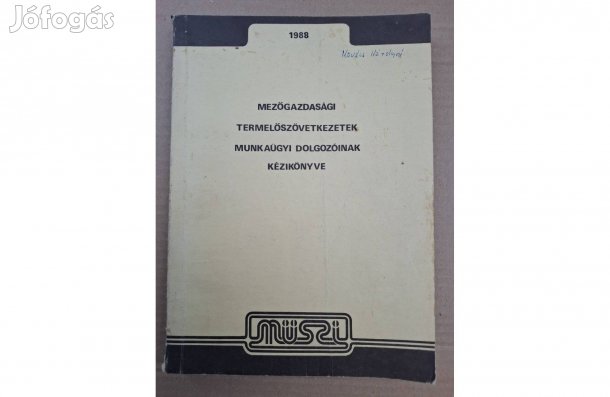 Jófogás
1988
MEZŐGAZDASÁGI
TERMELŐSZÖVETKEZETEK
MUNKAÜGYI DOLGOZÓINAK
KÉZIKÖNYVE
MÜSZI